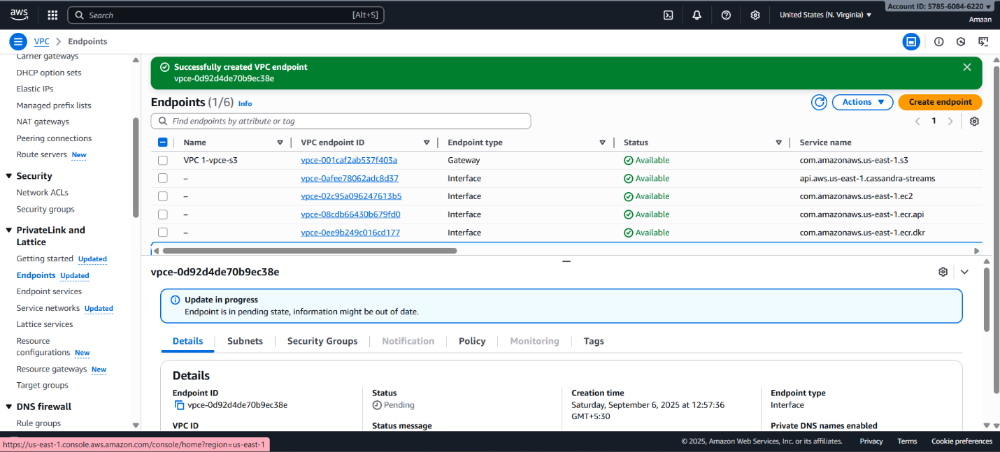 aws
Search
[Alt+S]
United States (N. Virginia)
Account ID: 5785-6084-6220
Amaan
VPC
Endpoints
Carrier gateways
DHCP option sets
Elastic IPs
Managed prefix lists
NAT gateways
Peering connections
Route servers New
Security
Network ACLs
Security groups
PrivateLink and
Lattice
Getting started Updated
Endpoints Updated
Endpoint services
Service networks Updated
Lattice services
Resource
configurations New
Resource gateways New
Target groups
DNS firewall
Rule groups
Successfully created VPC endpoint
vpce-0d92d4de70b9ec38e
Endpoints (1/6) Info
Actions
Create endpoint
Find endpoints by attribute or tag
1
Name VPC endpoint ID Endpoint type Status Service name
VPC 1-vpce-s3 vpce-001caf2ab537f403a Gateway Available com.amazonaws.us-east-1.s3
– vpce-0afee78062adc8d37 Interface Available api.aws.us-east-1.cassandra-streams
– vpce-02c95a096247613b5 Interface Available com.amazonaws.us-east-1.ec2
– vpce-08cdb66430b679fd0 Interface Available com.amazonaws.us-east-1.ecr.api
– vpce-0ee9b249c016cd177 Interface Available com.amazonaws.us-east-1.ecr.dkr
vpce-0d92d4de70b9ec38e
Update in progress
Endpoint is in pending state, information might be out of date.
Details Subnets Security Groups Notification Policy Monitoring Tags
Details
Endpoint ID
vpce-0d92d4de70b9ec38e
VPC ID
Status
Pending
Status message
Creation time
Saturday, September 6, 2025 at 12:57:36
GMT+5:30
Endpoint type
Interface
Private DNS names enabled
https://us-east-1.console.aws.amazon.com/console/home?region=us-east-1
© 2025, Amazon Web Services, Inc. or its affiliates. Privacy Terms Cookie preferences